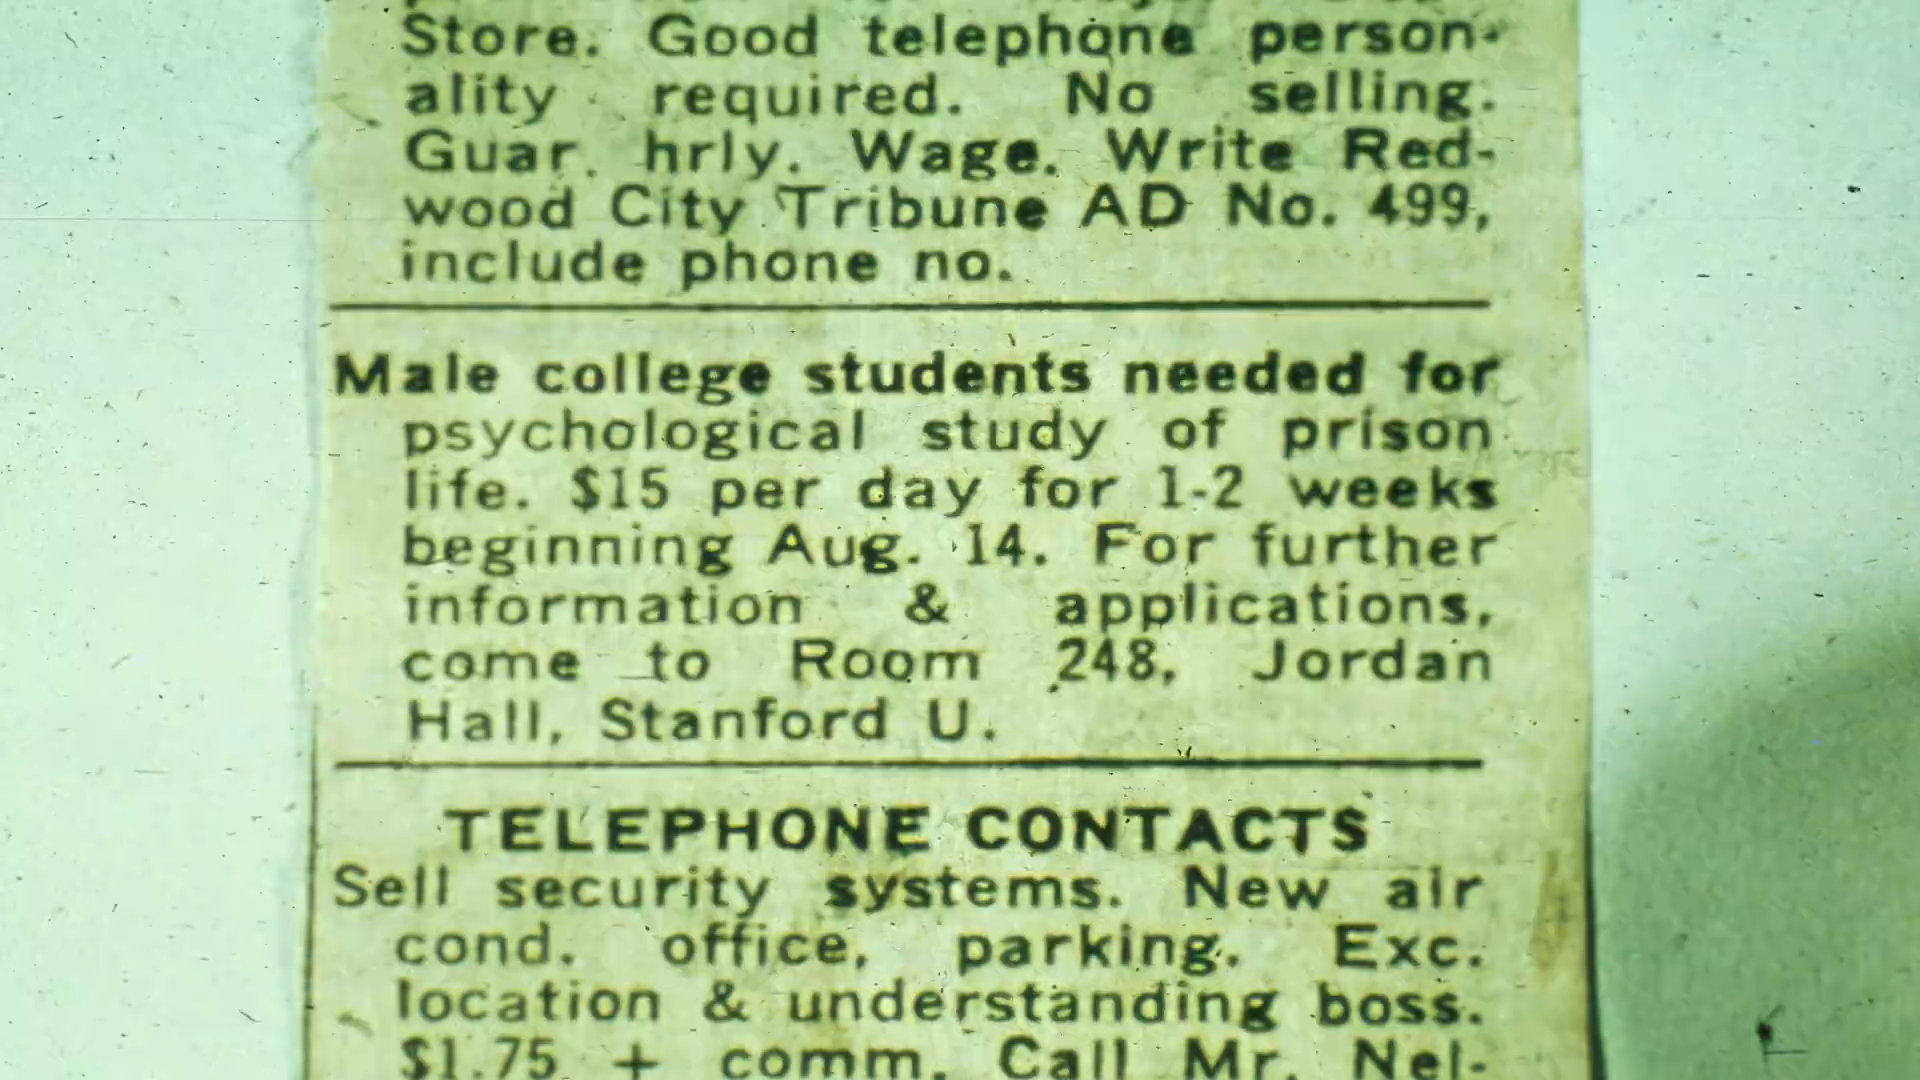 Store. Good telephone person-
ality required. No selling.
Guar. hrly. Wage. Write Red-
wood City Tribune AD No. 499,
include phone no.
Male college students needed for
psychological study of prison
life. $15 per day for 1-2 weeks
beginning Aug. 14. For further
information & applications,
come to Room 248, Jordan
Hall, Stanford U.
TELEPHONE CONTACTS
Sell security systems. New air
cond. office, parking. Exc.
location & understanding boss.
$1.75 + comm. Call Mr. Nel-